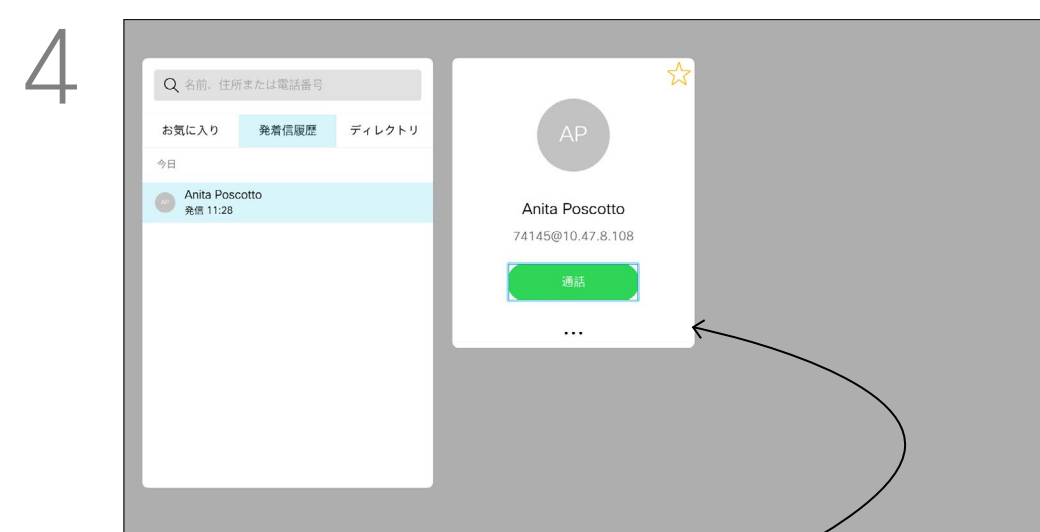 4
名前、住所または電話番号
お気に入り 発着信履歴 ディレクトリ
今日
AP Anita Poscotto
発信 11:28
AP
Anita Poscotto
74145@10.47.8.108
通話
...